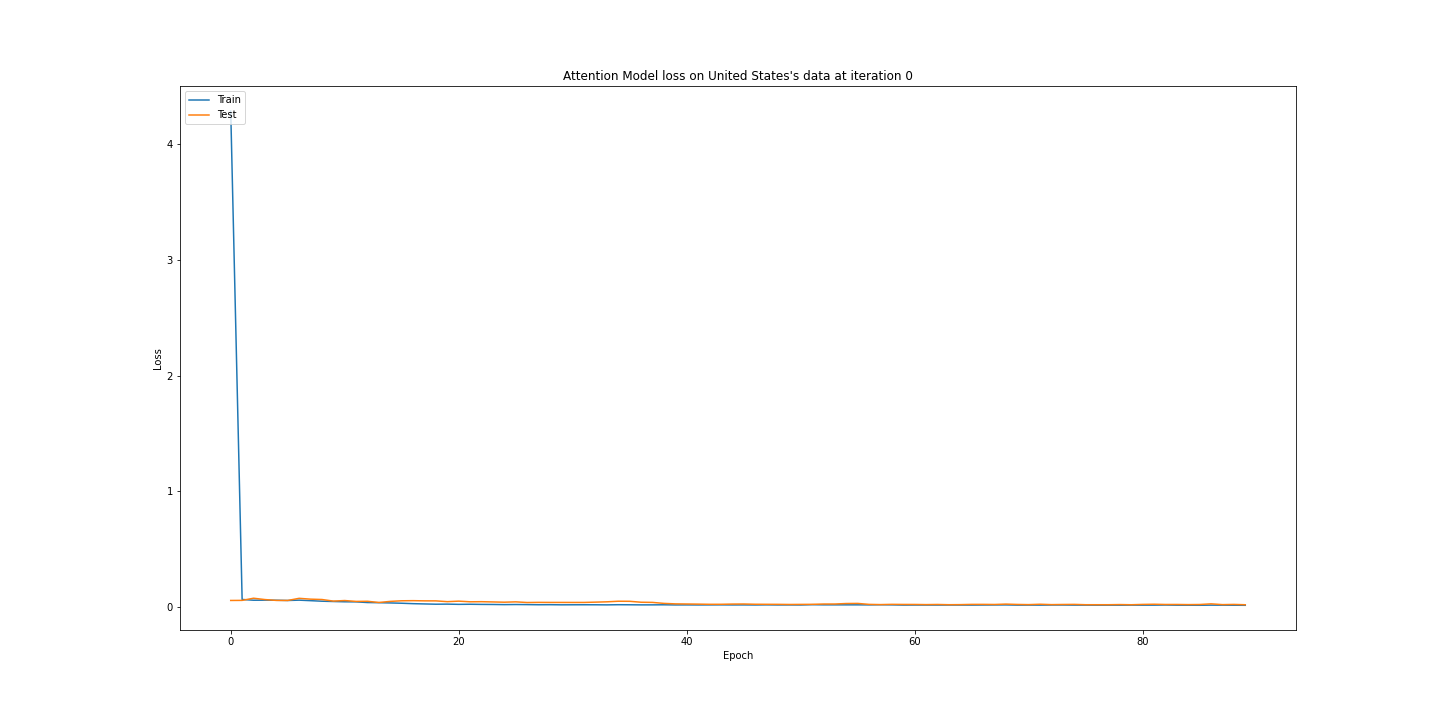 Attention Model loss on United States's data at iteration 0
Train
Test
4
3
2
1
0
Loss
0 20 40 60 80
Epoch